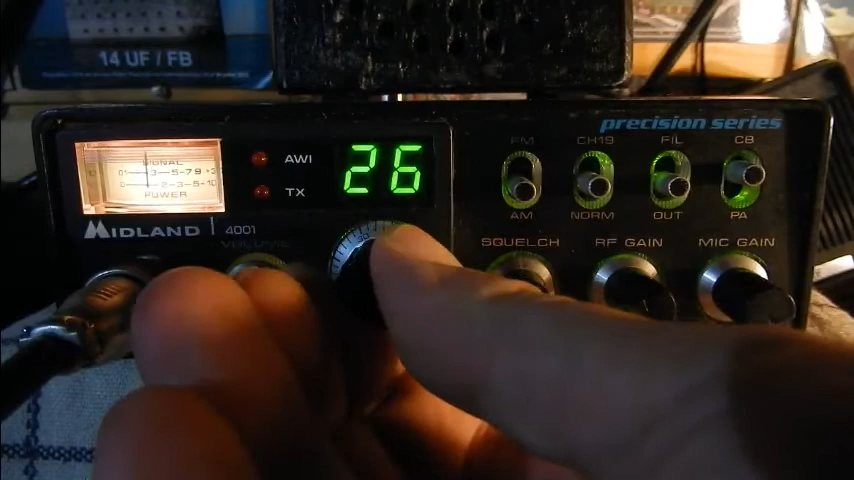 14 UF / FB
precision series
SIGNAL
POWER
AWI
TX
26
FM
CH19
FIL
CB
AM
NORM
OUT
PA
MIDLAND 4001
VOLUME
SQUELCH
RF GAIN
MIC GAIN